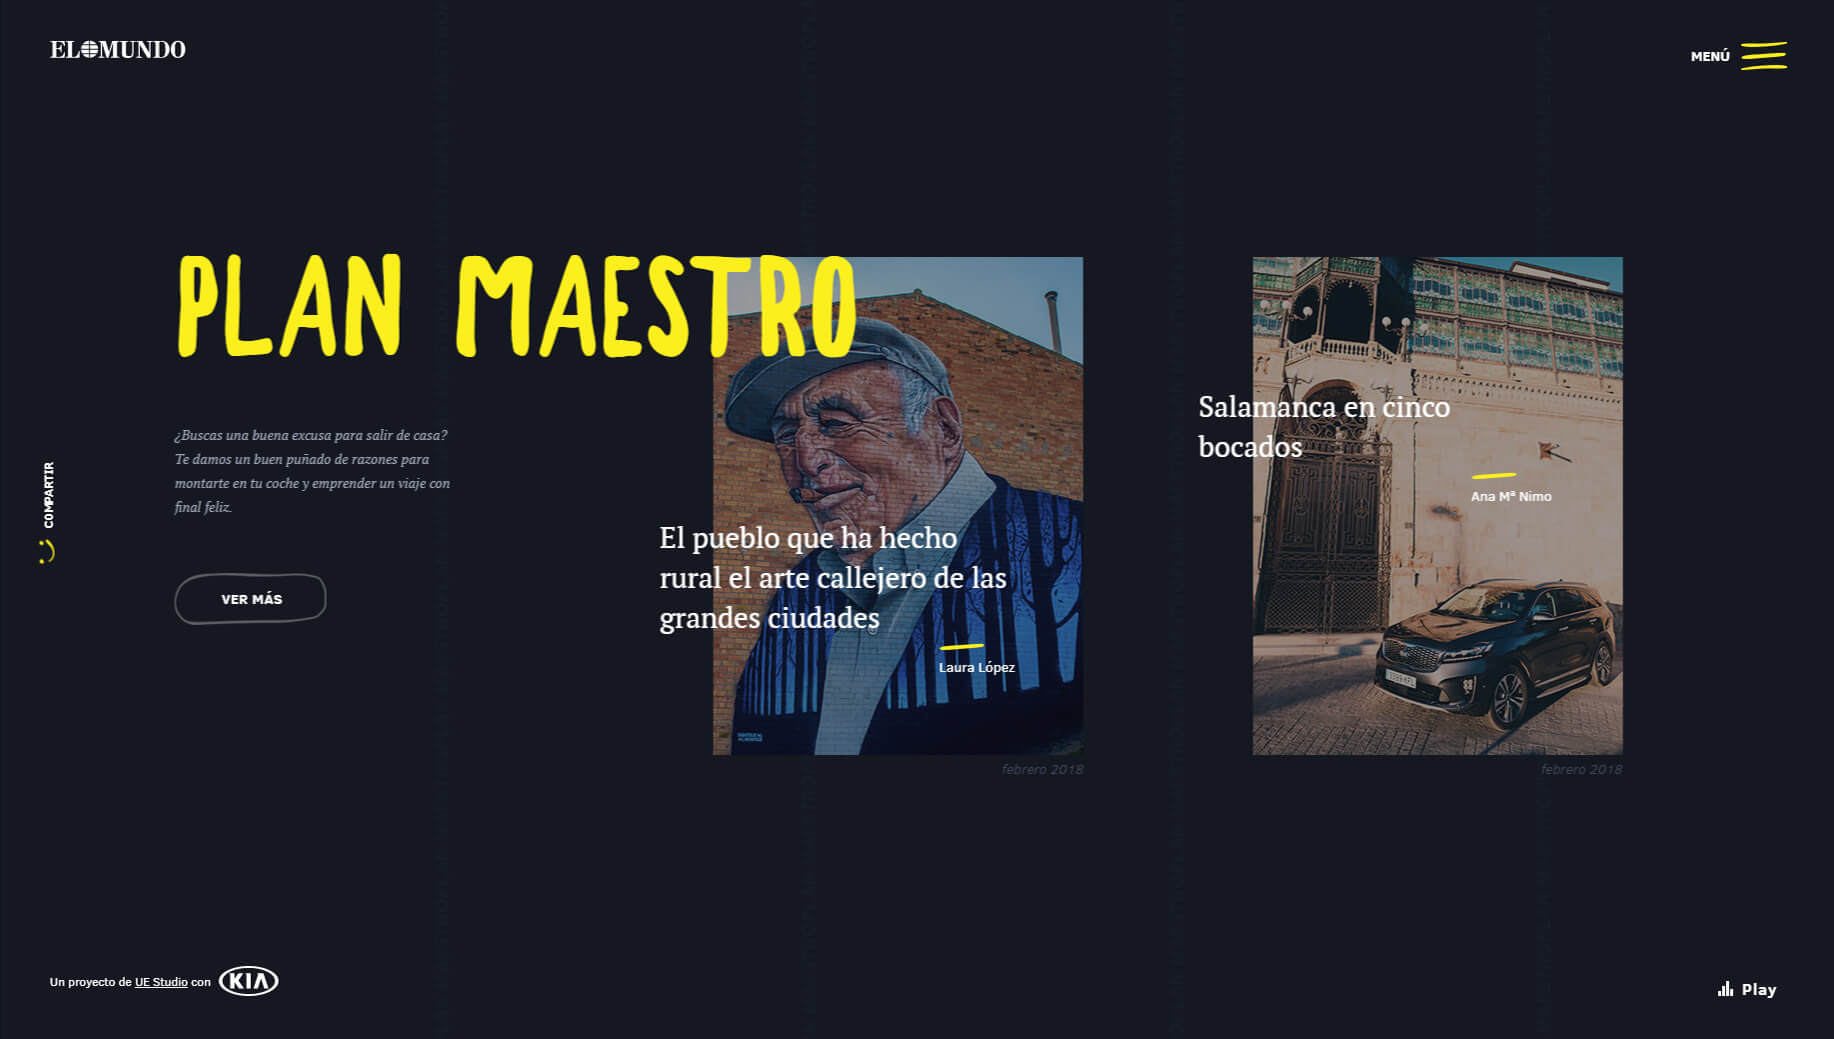 EL MUNDO
MENÚ
PLAN MAESTRO
¿Buscas una buena excusa para salir de casa?
Te damos un buen puñado de razones para
montarte en tu coche y emprender un viaje con
final feliz.
VER MÁS
COMPARTIR
El pueblo que ha hecho
rural el arte callejero de las
grandes ciudades
Laura López
febrero 2018
Salamanca en cinco
bocados
Ana Mª Nimo
febrero 2018
Un proyecto de UE Studio con KIA
Play